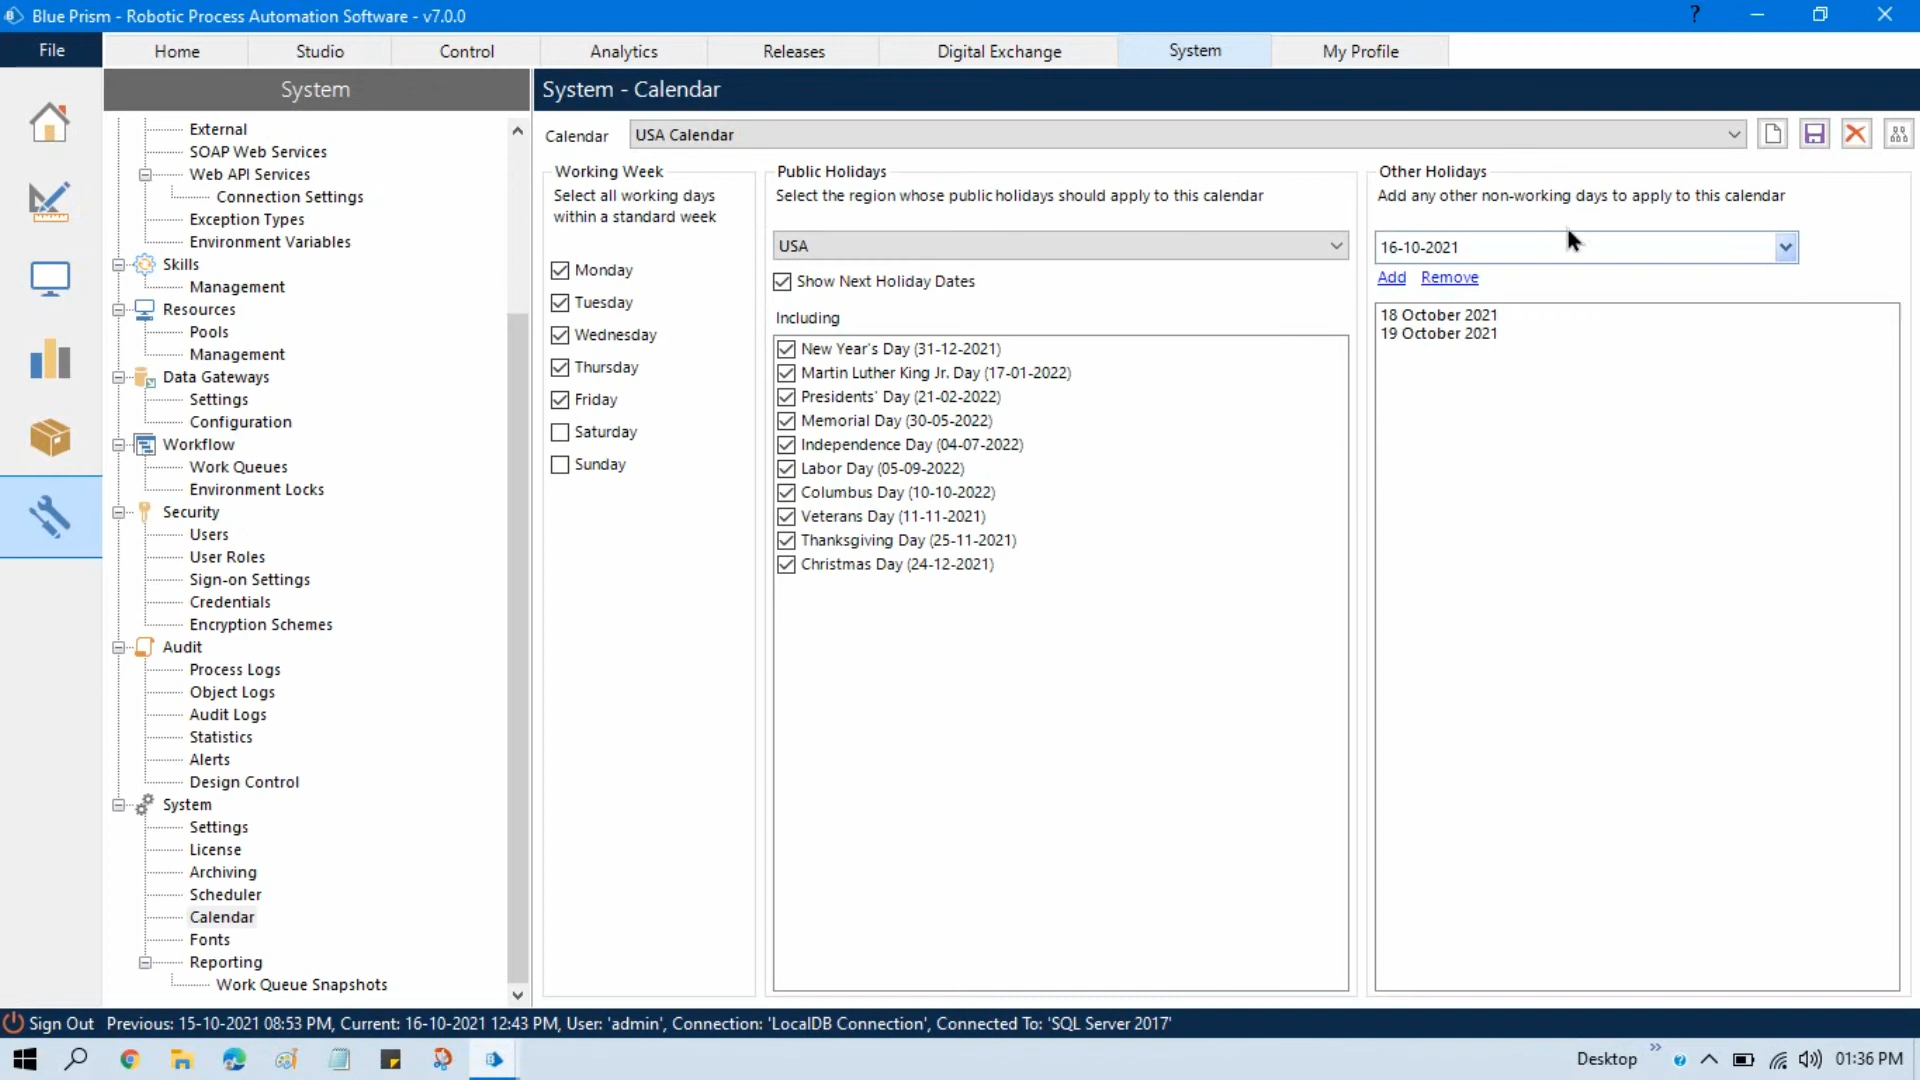 Blue Prism - Robotic Process Automation Software - v7.0.0
?
File
Home
Studio
Control
Analytics
Releases
Digital Exchange
System
My Profile
System
External
SOAP Web Services
Web API Services
Connection Settings
Exception Types
Environment Variables
Skills
Management
Resources
Pools
Management
Data Gateways
Settings
Configuration
Workflow
Work Queues
Environment Locks
Security
Users
User Roles
Sign-on Settings
Credentials
Encryption Schemes
Audit
Process Logs
Object Logs
Audit Logs
Statistics
Alerts
Design Control
System
Settings
License
Archiving
Scheduler
Calendar
Fonts
Reporting
Work Queue Snapshots
System - Calendar
Calendar
USA Calendar
Working Week
Select all working days
within a standard week
Monday
Tuesday
Wednesday
Thursday
Friday
Saturday
Sunday
Public Holidays
Select the region whose public holidays should apply to this calendar
USA
Show Next Holiday Dates
Including
New Year's Day (31-12-2021)
Martin Luther King Jr. Day (17-01-2022)
Presidents' Day (21-02-2022)
Memorial Day (30-05-2022)
Independence Day (04-07-2022)
Labor Day (05-09-2022)
Columbus Day (10-10-2022)
Veterans Day (11-11-2021)
Thanksgiving Day (25-11-2021)
Christmas Day (24-12-2021)
Other Holidays
Add any other non-working days to apply to this calendar
16-10-2021
Add Remove
18 October 2021
19 October 2021
Sign Out Previous: 15-10-2021 08:53 PM, Current: 16-10-2021 12:43 PM, User: 'admin', Connection: 'LocalDB Connection', Connected To: 'SQL Server 2017'
Desktop
01:36 PM